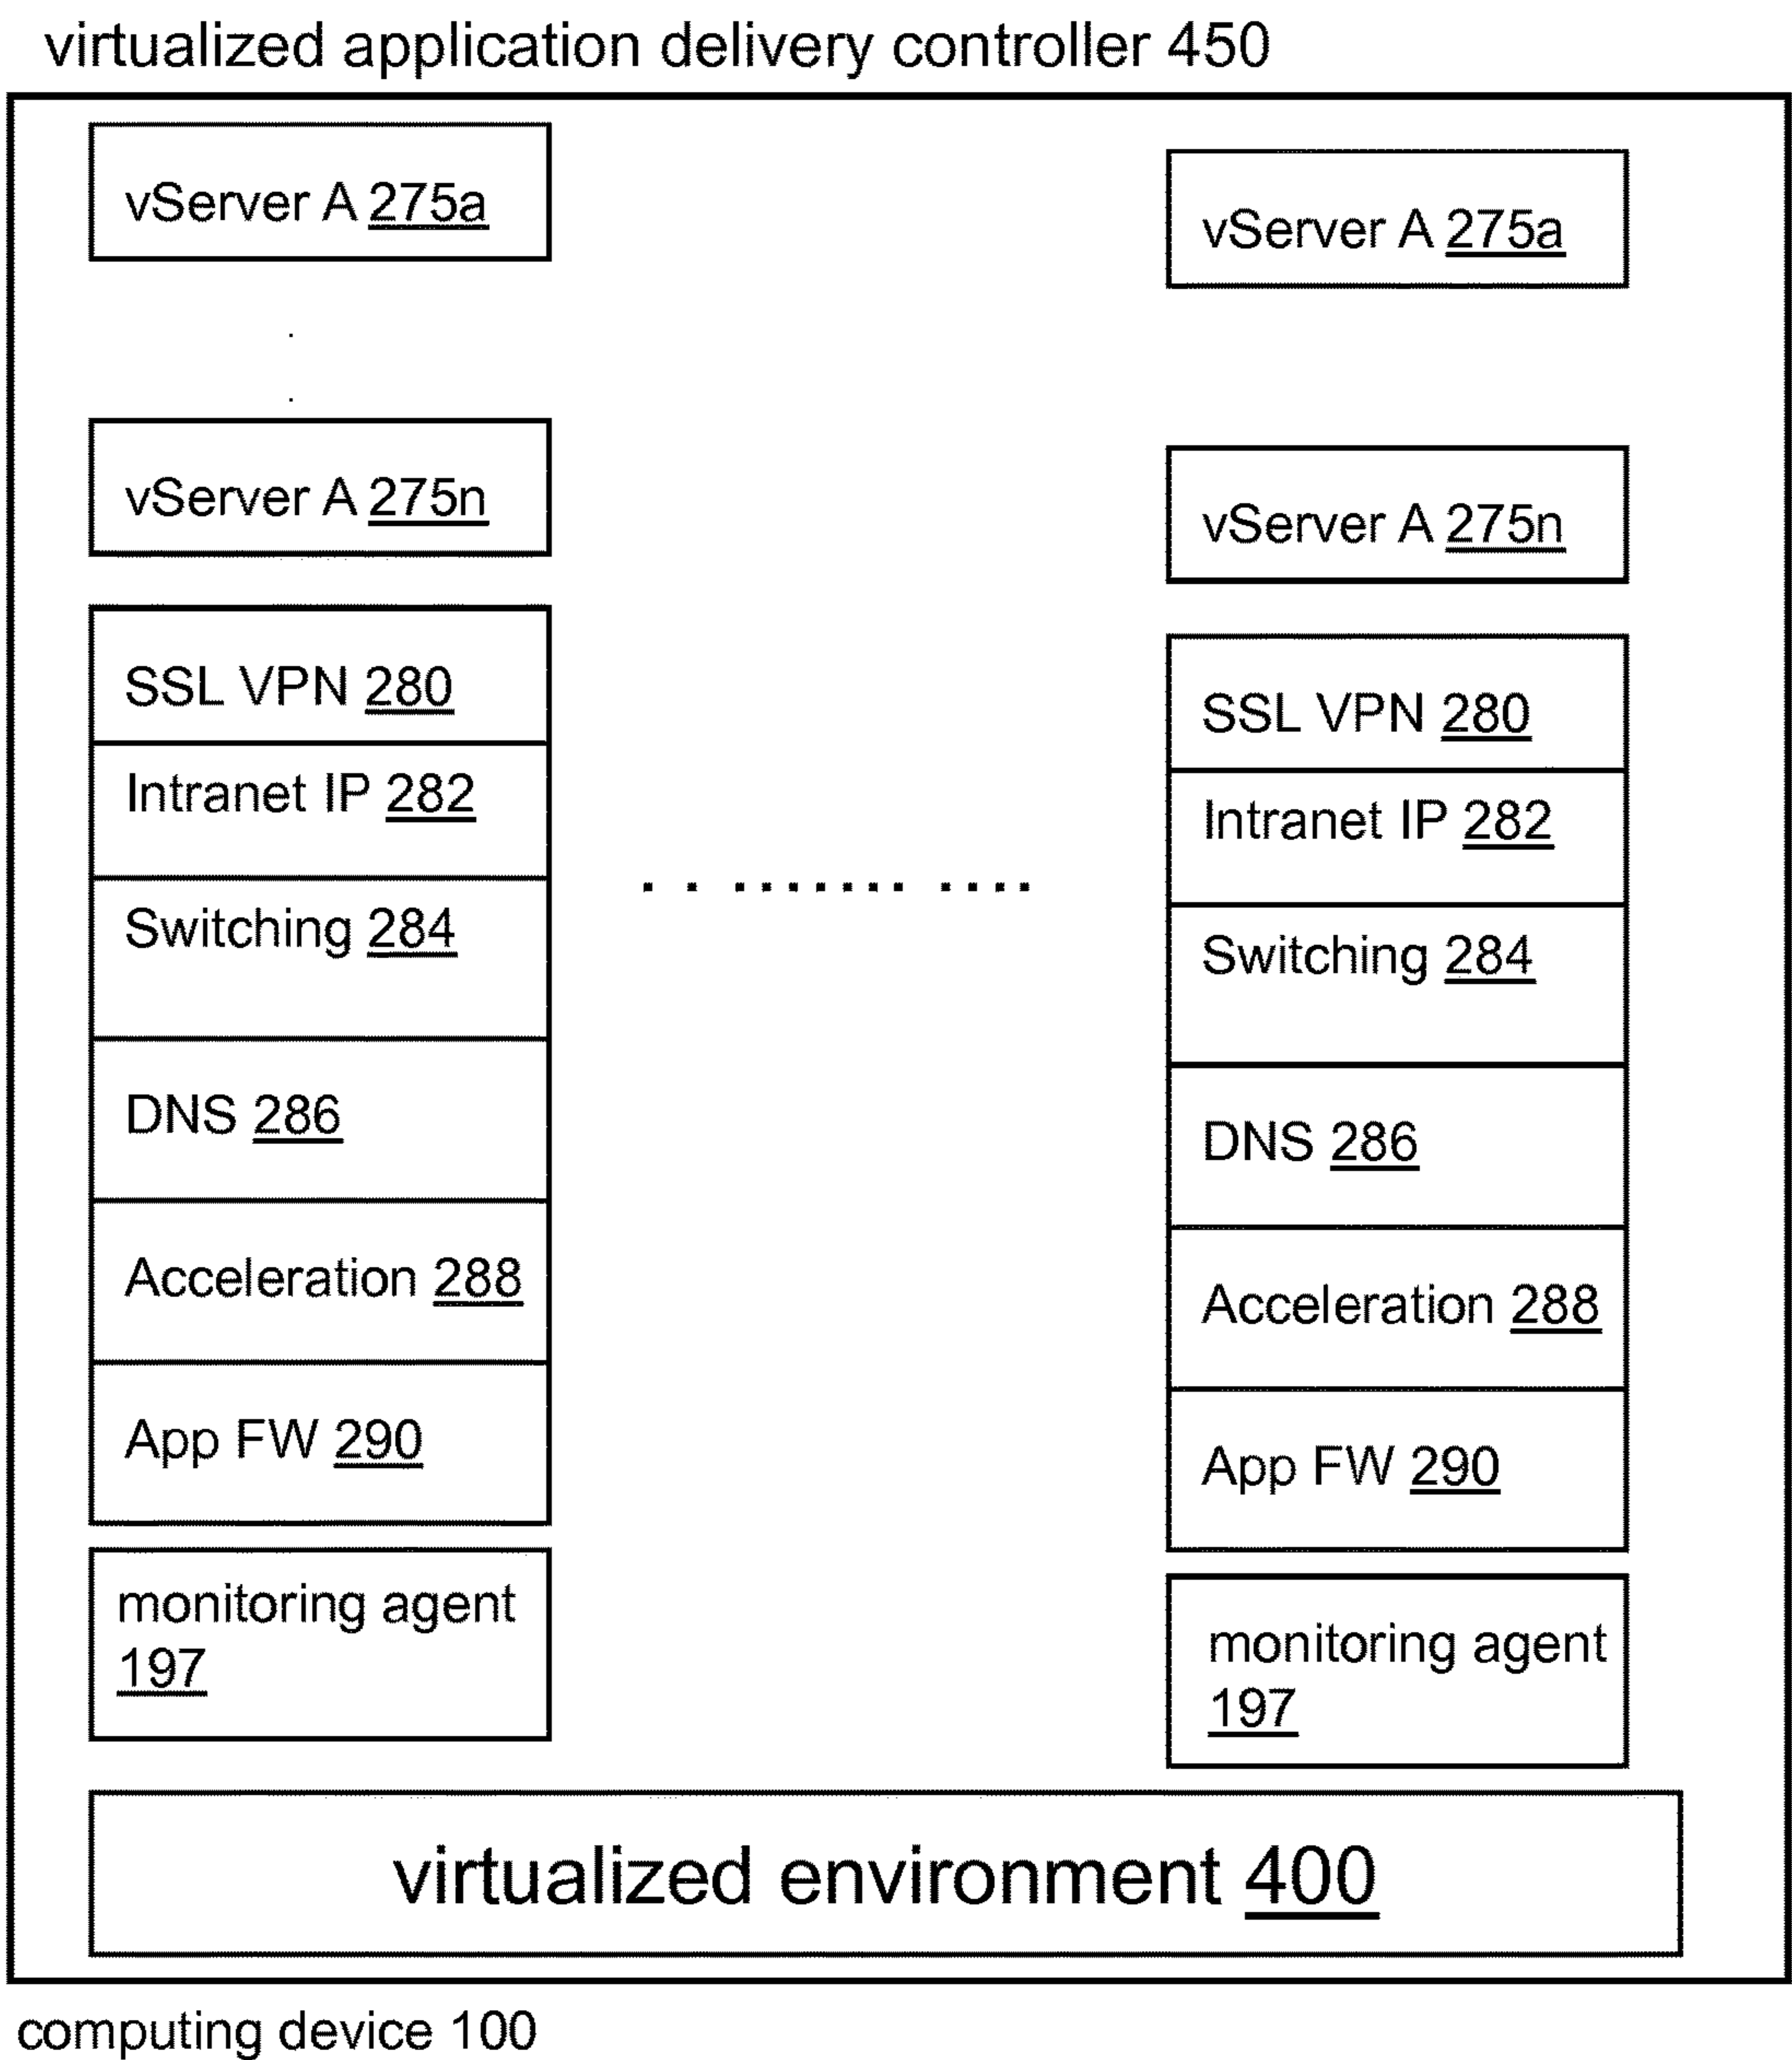 virtualized application delivery controller 450
vServer A 275a
vServer A 275n
SSL VPN 280
Intranet IP 282
Switching 284
DNS 286
Acceleration 288
App FW 290
monitoring agent
197
vServer A 275a
vServer A 275n
SSL VPN 280
Intranet IP 282
Switching 284
DNS 286
Acceleration 288
App FW 290
monitoring agent
197
virtualized environment 400
computing device 100